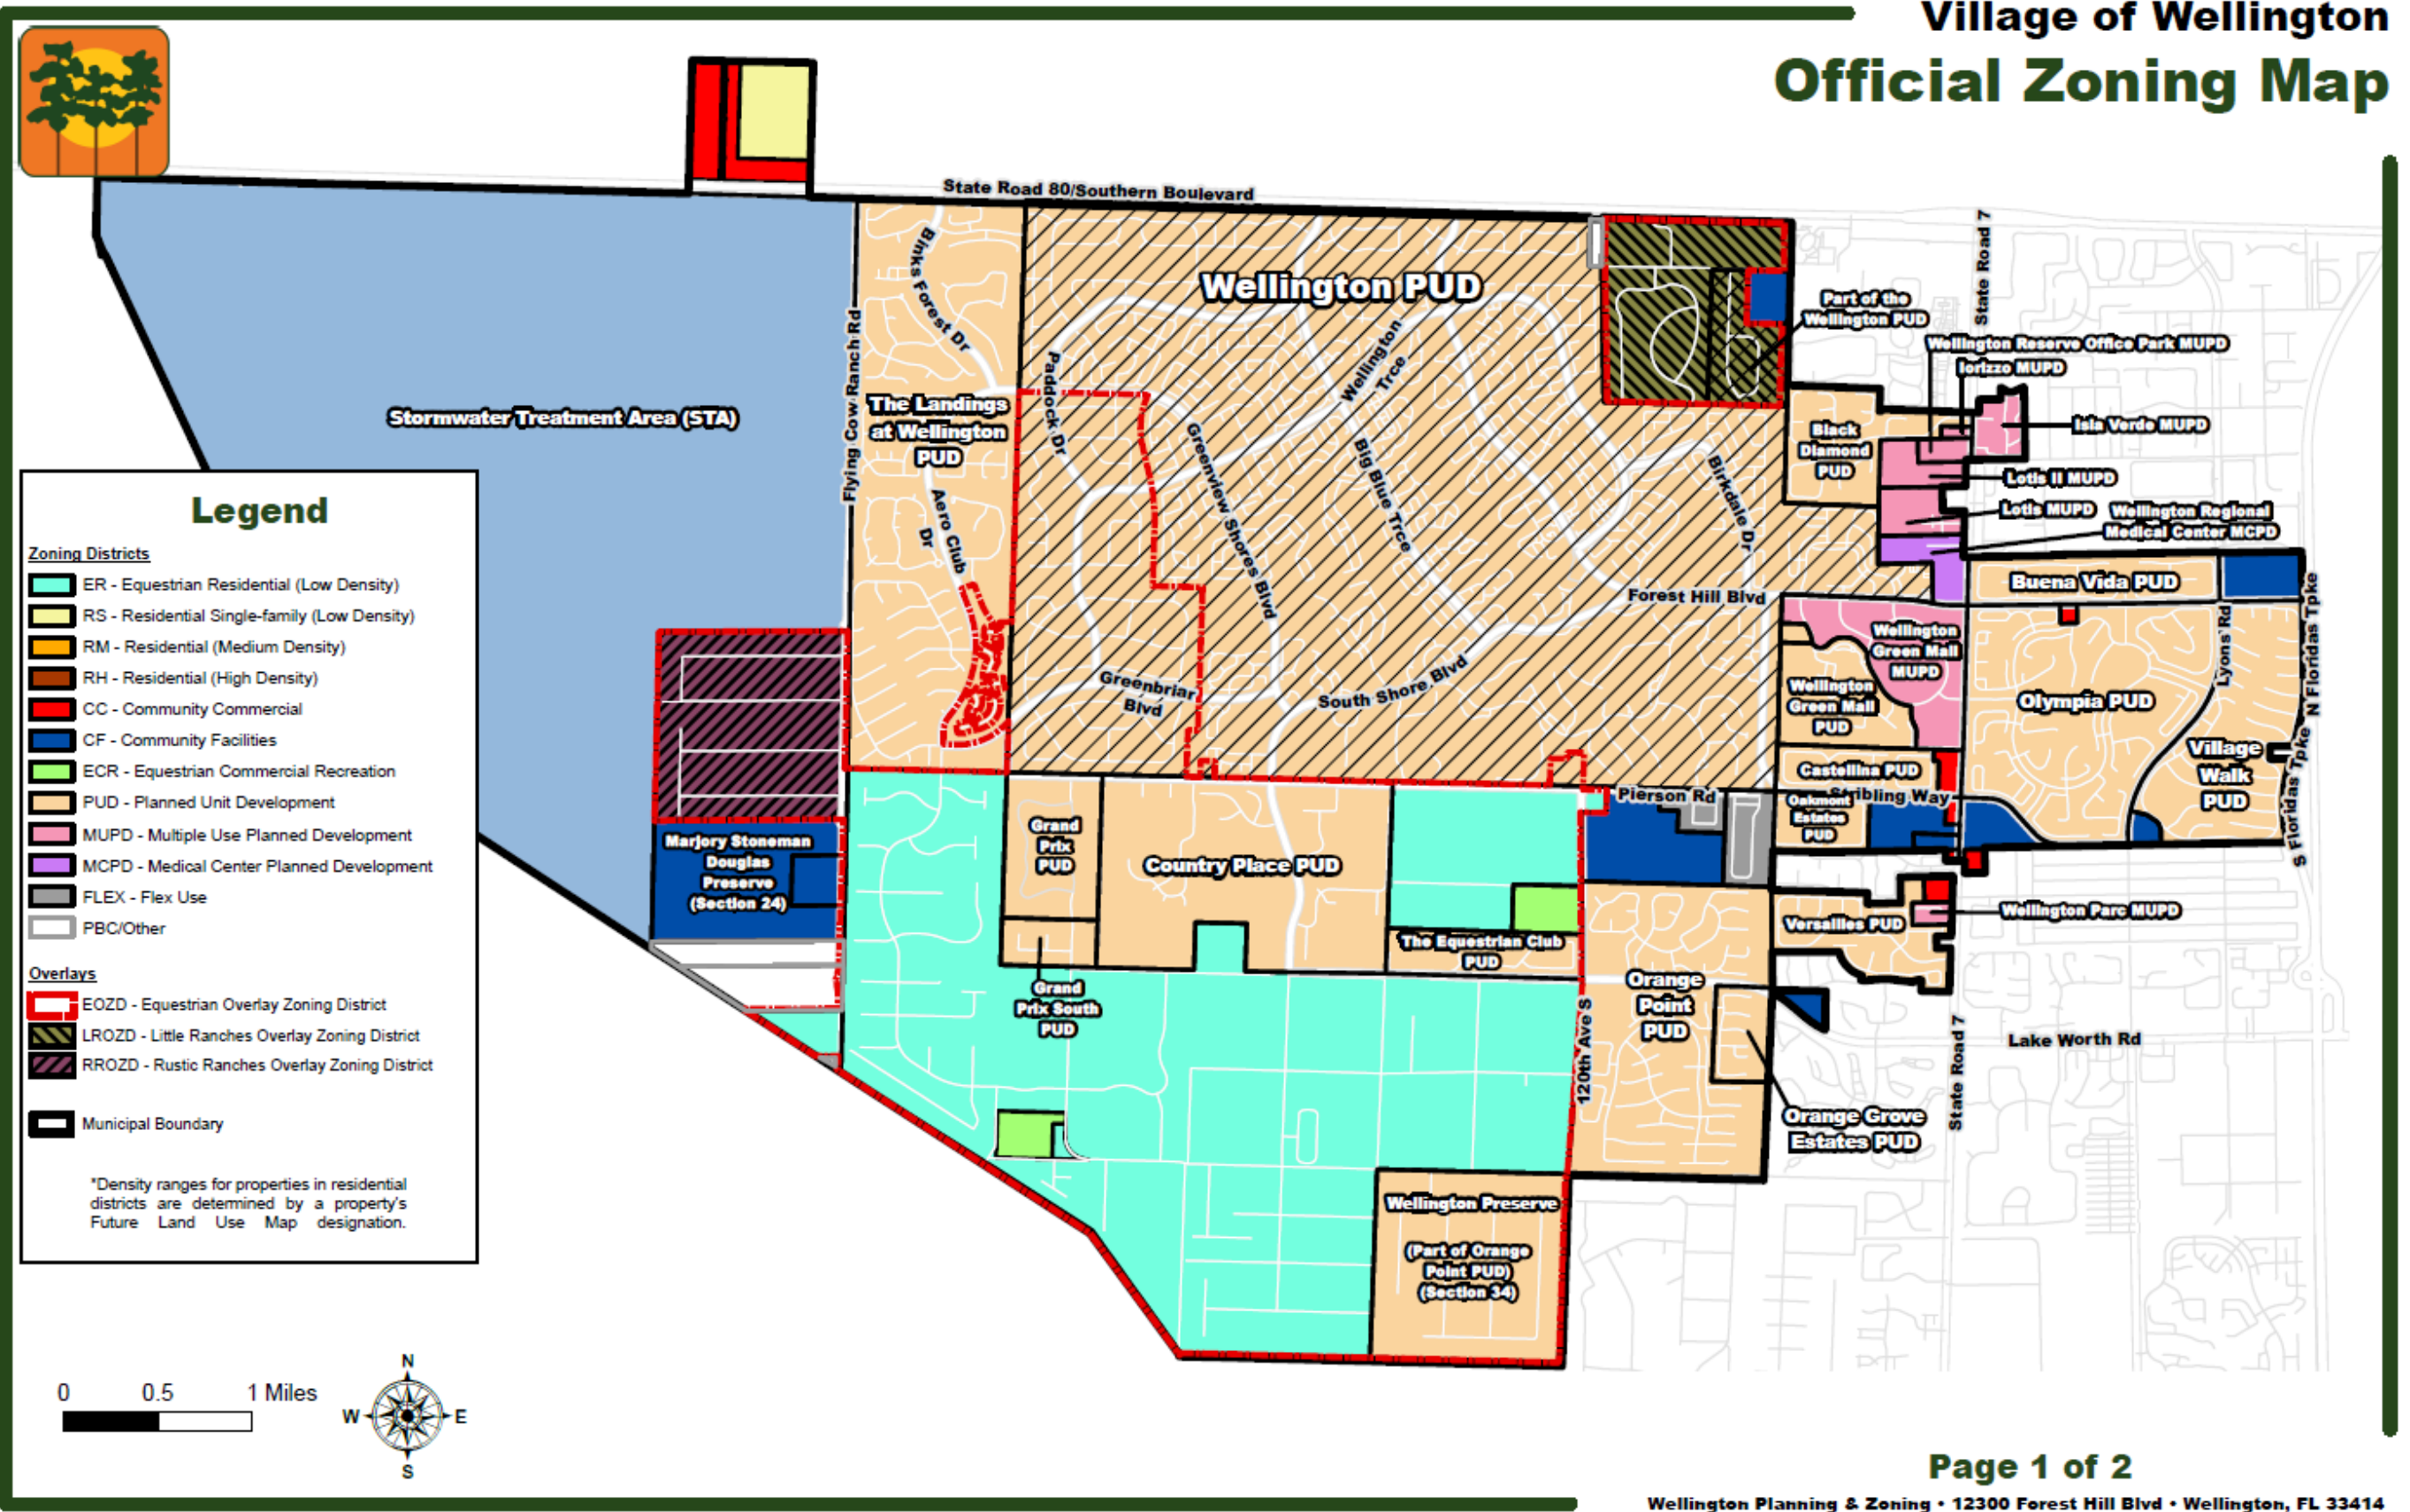 Village of Wellington
Official Zoning Map
State Road 80/Southern Boulevard
Binks Forest Dr
Wellington PUD
State Road 7
Part of the
Wellington PUD
Flying Cow Ranch Rd
Paddock Dr
Wellington
Trce
Wellington Reserve Office Park MUPD
Iorizzo MUPD
Stormwater Treatment Area (STA)
The Landings
at Wellington
PUD
Greenview Shores Blvd
Big Blue Trce
Birkdale Dr
Black
Diamond
PUD
Isla Verde MUPD
Lotis II MUPD
Lotis MUPD
Wellington Regional
Medical Center MCPD
Aero Club
Dr
Forest Hill Blvd
Buena Vida PUD
Lyons Rd
N Floridas Tpke
Wellington
Green Mall
MUPD
Greenbriar
Blvd
South Shore Blvd
Wellington
Green Mall
PUD
Olympia PUD
Village
Walk
PUD
Castellina PUD
S Floridas Tpke
Pierson Rd
Stribling Way
Oakmont
Estates
PUD
Marjory Stoneman
Douglas
Preserve
(Section 24)
Grand
Prix
PUD
Country Place PUD
The Equestrian Club
PUD
Versailles PUD
Wellington Parc MUPD
Grand
Prix South
PUD
Orange
Point
PUD
120th Ave S
State Road 7
Lake Worth Rd
Orange Grove
Estates PUD
Wellington Preserve
(Part of Orange
Point PUD)
(Section 34)
Legend
Zoning Districts
ER - Equestrian Residential (Low Density)
RS - Residential Single-family (Low Density)
RM - Residential (Medium Density)
RH - Residential (High Density)
CC - Community Commercial
CF - Community Facilities
ECR - Equestrian Commercial Recreation
PUD - Planned Unit Development
MUPD - Multiple Use Planned Development
MCPD - Medical Center Planned Development
FLEX - Flex Use
PBC/Other
Overlays
EOZD - Equestrian Overlay Zoning District
LROZD - Little Ranches Overlay Zoning District
RROZD - Rustic Ranches Overlay Zoning District
Municipal Boundary
*Density ranges for properties in residential
districts are determined by a property's
Future Land Use Map designation.
0 0.5 1 Miles
N
W E
S
Page 1 of 2
Wellington Planning & Zoning • 12300 Forest Hill Blvd • Wellington, FL 33414